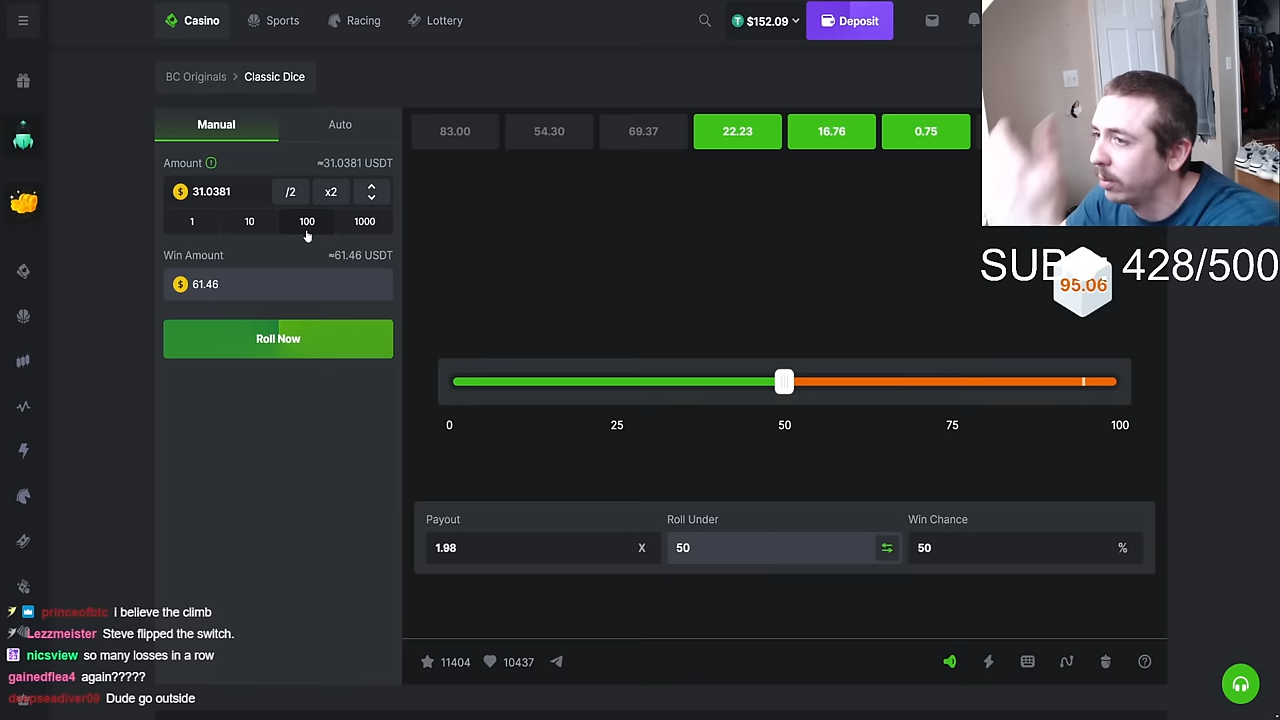 Casino
Sports
Racing
Lottery
$152.09
Deposit
BC Originals > Classic Dice
Manual
Auto
83.00
54.30
69.37
22.23
16.76
0.75
Amount
≈31.0381 USDT
31.0381
/2
x2
1
10
100
1000
Win Amount
≈61.46 USDT
61.46
Roll Now
428/500
95.06
0
25
50
75
100
Payout
Roll Under
Win Chance
1.98
X
50
50
%
11404
10437
princeofbtc I believe the climb
Lezzmeister Steve flipped the switch.
nicsview so many losses in a row
gainedflea4 again?????
Dude go outside